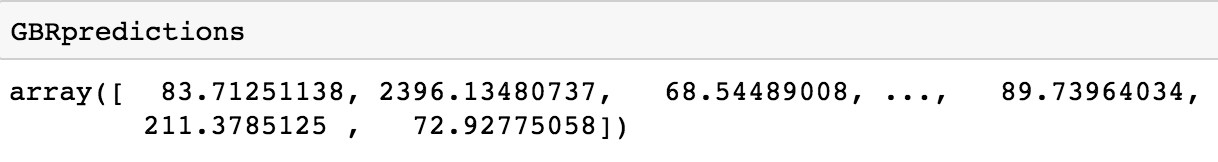 GBRpredictions
array([  83.71251138, 2396.13480737,   68.54489008, ...,   89.73964034,
        211.3785125 ,   72.92775058])